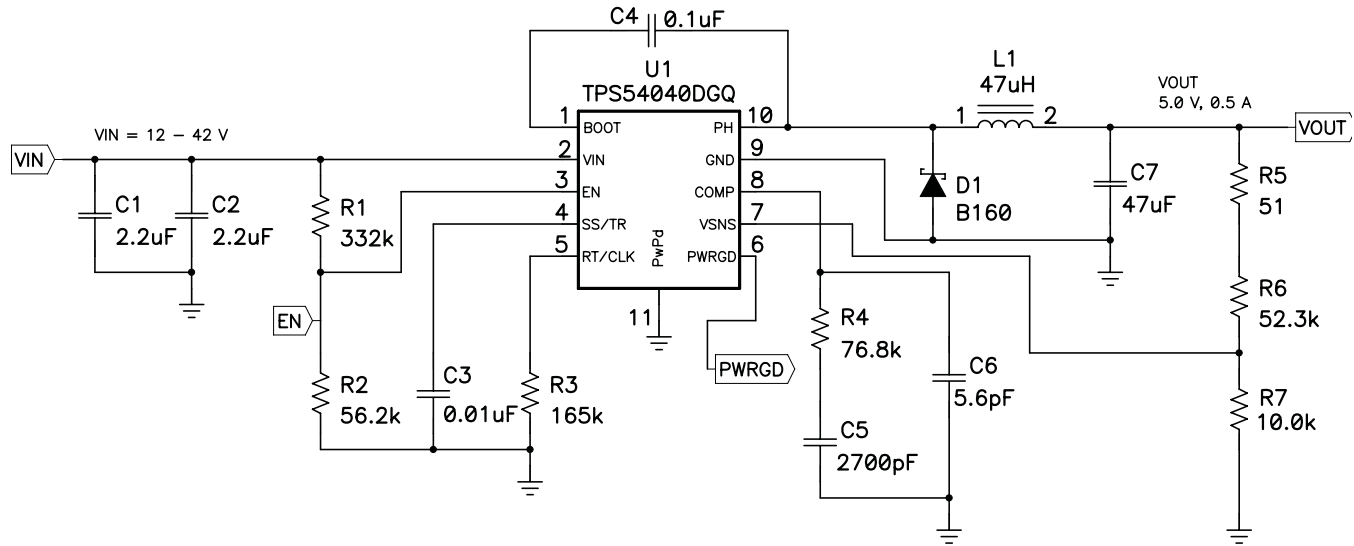 C4 0.1uF
U1
TPS54040DGQ
L1
47uH
VOUT
5.0 V, 0.5 A
VIN = 12 – 42 V
1 BOOT PH 10
1 2
VOUT
VIN
2 VIN GND 9
3 EN COMP 8
4 SS/TR VSNS 7
5 RT/CLK PWRGD 6
PwPd
11
C1
2.2uF
C2
2.2uF
R1
332k
D1
B160
C7
47uF
R5
51
EN
R6
52.3k
R4
76.8k
PWRGD
R2
56.2k
C3
0.01uF
R3
165k
C6
5.6pF
R7
10.0k
C5
2700pF